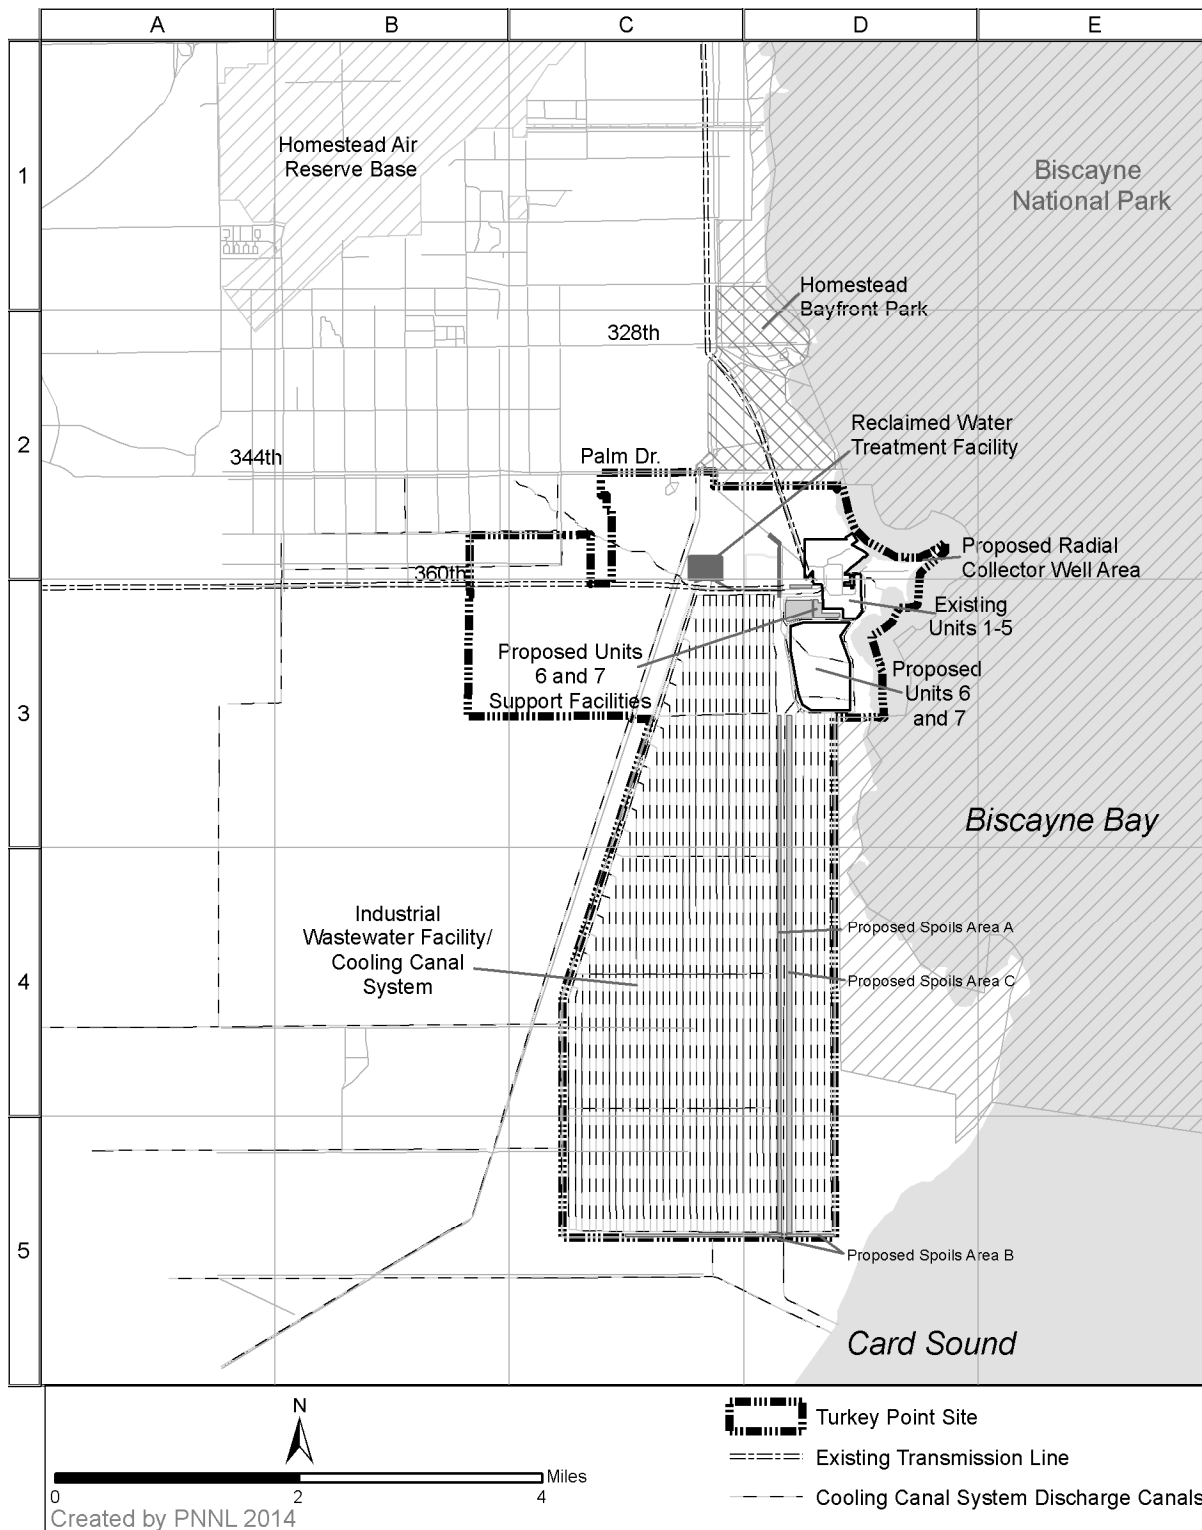 A B C D E
1
Homestead Air
Reserve Base
Biscayne
National Park
Homestead
Bayfront Park
328th
2
Reclaimed Water
Treatment Facility
344th
Palm Dr.
360th
Proposed Radial
Collector Well Area
Existing
Units 1-5
3
Proposed Units
6 and 7
Support Facilities
Proposed
Units 6
and 7
Biscayne Bay
4
Industrial
Wastewater Facility/
Cooling Canal
System
Proposed Spoils Area A
Proposed Spoils Area C
5
Proposed Spoils Area B
Card Sound
N
Miles
0 2 4
Created by PNNL 2014
Turkey Point Site
Existing Transmission Line
Cooling Canal System Discharge Canals